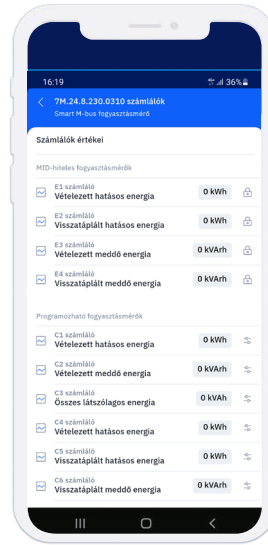 16:19
36%
7M.24.8.230.0310 számlálók
Smart M-bus fogyasztásmérő
Számlálók értékei
MID-hiteles fogyasztásmérők
E1 számláló
Vételezett hatásos energia
0 kWh
E2 számláló
Visszatáplált hatásos energia
0 kWh
E3 számláló
Vételezett meddő energia
0 kVArh
E4 számláló
Visszatáplált meddő energia
0 kVArh
Programozható fogyasztásmérők
C1 számláló
Vételezett hatásos energia
0 kWh
C2 számláló
Vételezett meddő energia
0 kVArh
C3 számláló
Összes látszólagos energia
0 kVAh
C4 számláló
Vételezett hatásos energia
0 kWh
C5 számláló
Visszatáplált hatásos energia
0 kWh
C6 számláló
Visszatáplált meddő energia
0 kVArh